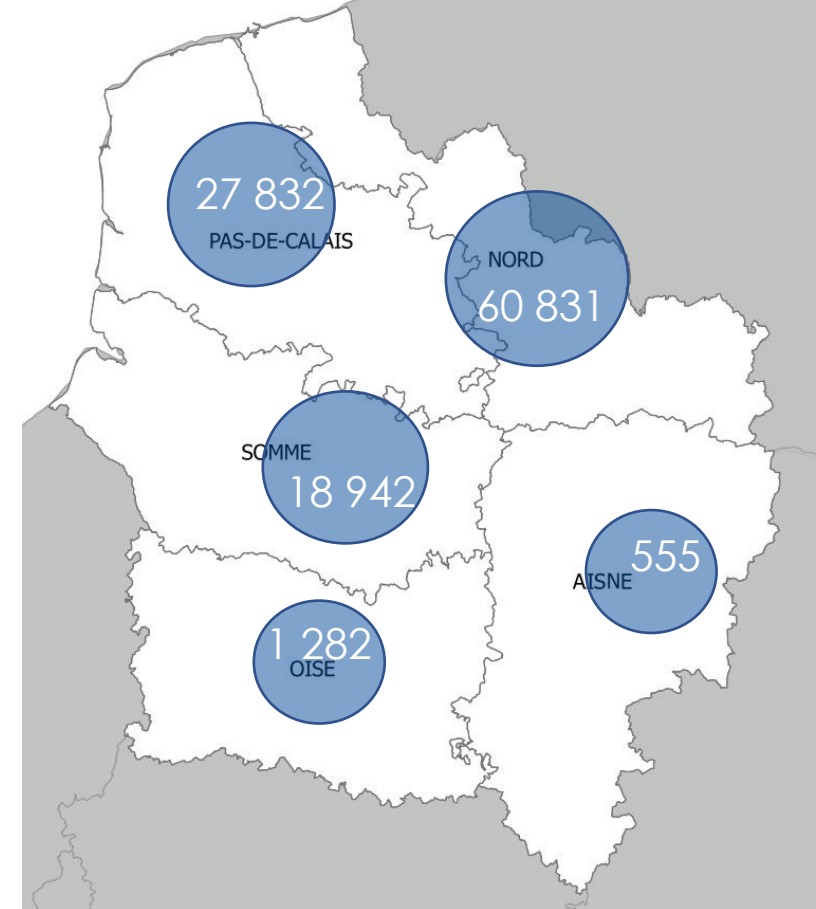 27 832
PAS-DE-CALAIS
NORD
60 831
SOMME
18 942
555
AISNE
1 282
OISE